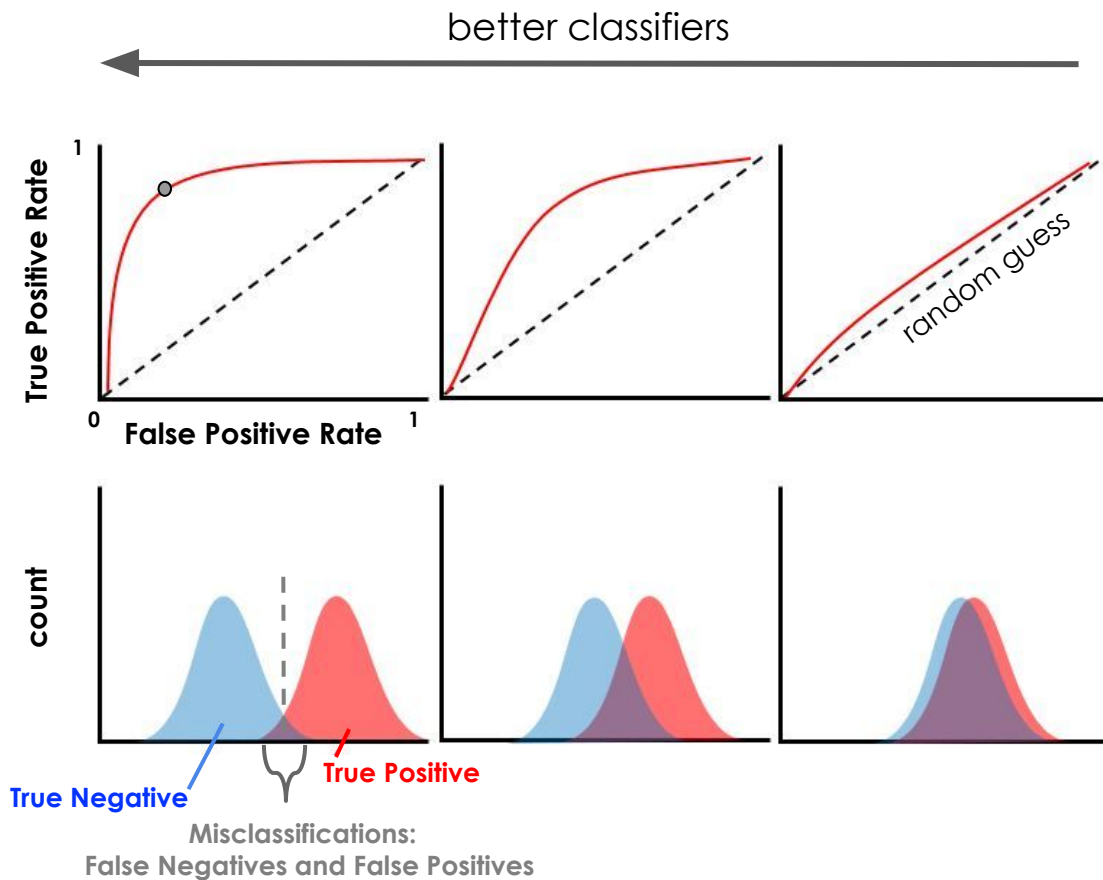 better classifiers
1
True Positive Rate
random guess
0
1
False Positive Rate
count
True Positive
True Negative
Misclassifications:
False Negatives and False Positives